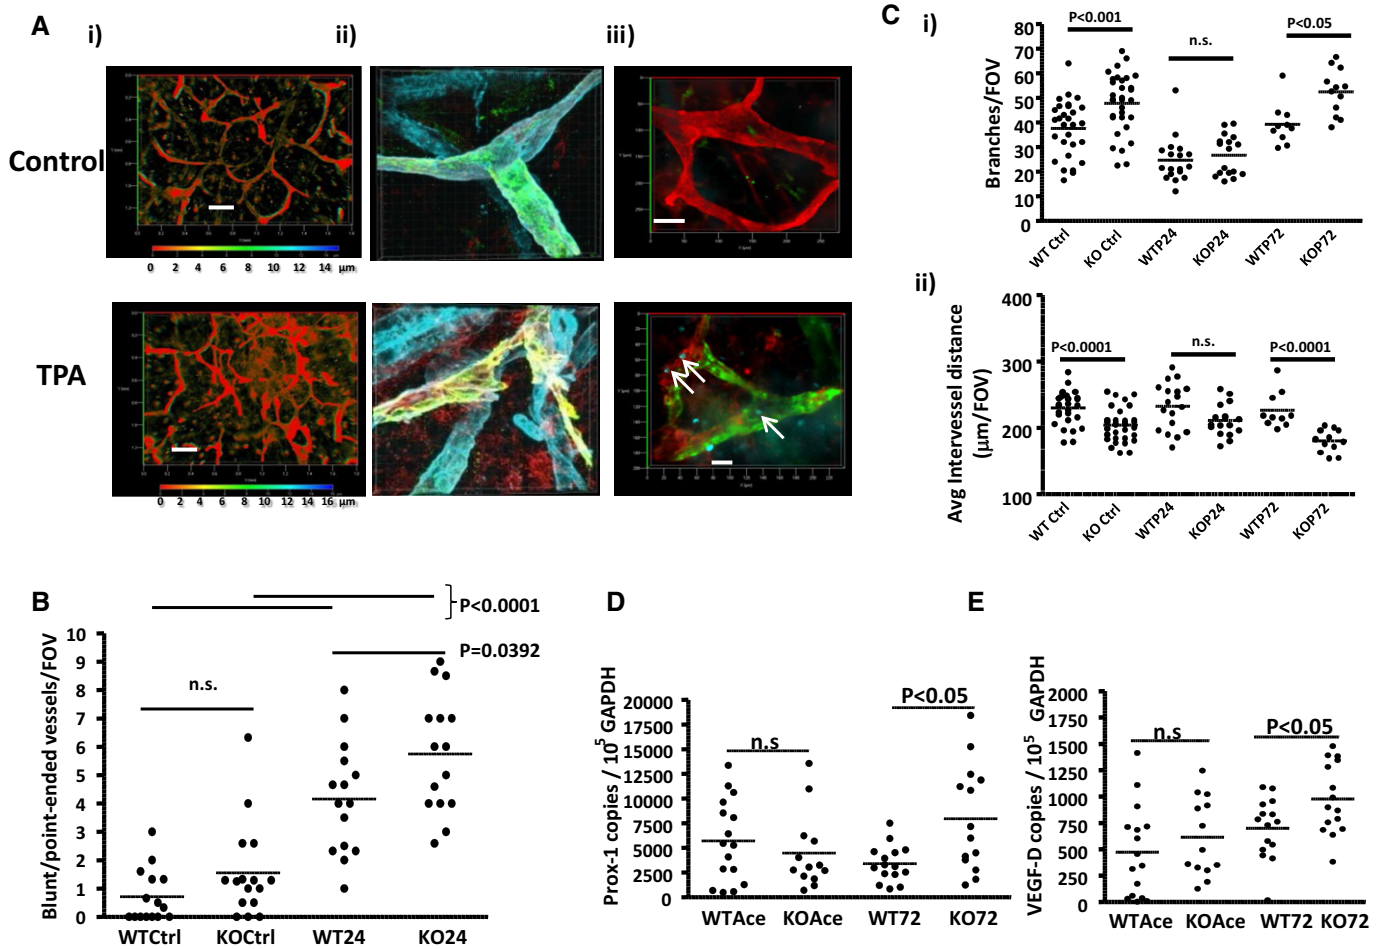 A
i)
ii)
iii)
Control
0 2 4 6 8 10 12 14 μm
TPA
0 2 4 6 8 10 12 14 16 μm
C
i)
Branches/FOV
80
70
60
50
40
30
20
10
0
P<0.001
n.s.
P<0.05
WT Ctrl
KO Ctrl
WTP24
KOP24
WTP72
KOP72
ii)
Avg Intervessel distance
(μm/FOV)
400
300
200
100
P<0.0001
n.s.
P<0.0001
WT Ctrl
KO Ctrl
WTP24
KOP24
WTP72
KOP72
B
Blunt/point-ended vessels/FOV
10
9
8
7
6
5
4
3
2
1
0
n.s.
P<0.0001
P=0.0392
WTCtrl
KOCtrl
WT24
KO24
D
Prox-1 copies / 10^5 GAPDH
20000
17500
15000
12500
10000
7500
5000
2500
0
n.s
P<0.05
WTAce
KOAce
WT72
KO72
E
VEGF-D copies / 10^5 GAPDH
2000
1750
1500
1250
1000
750
500
250
0
n.s
P<0.05
WTAce
KOAce
WT72
KO72